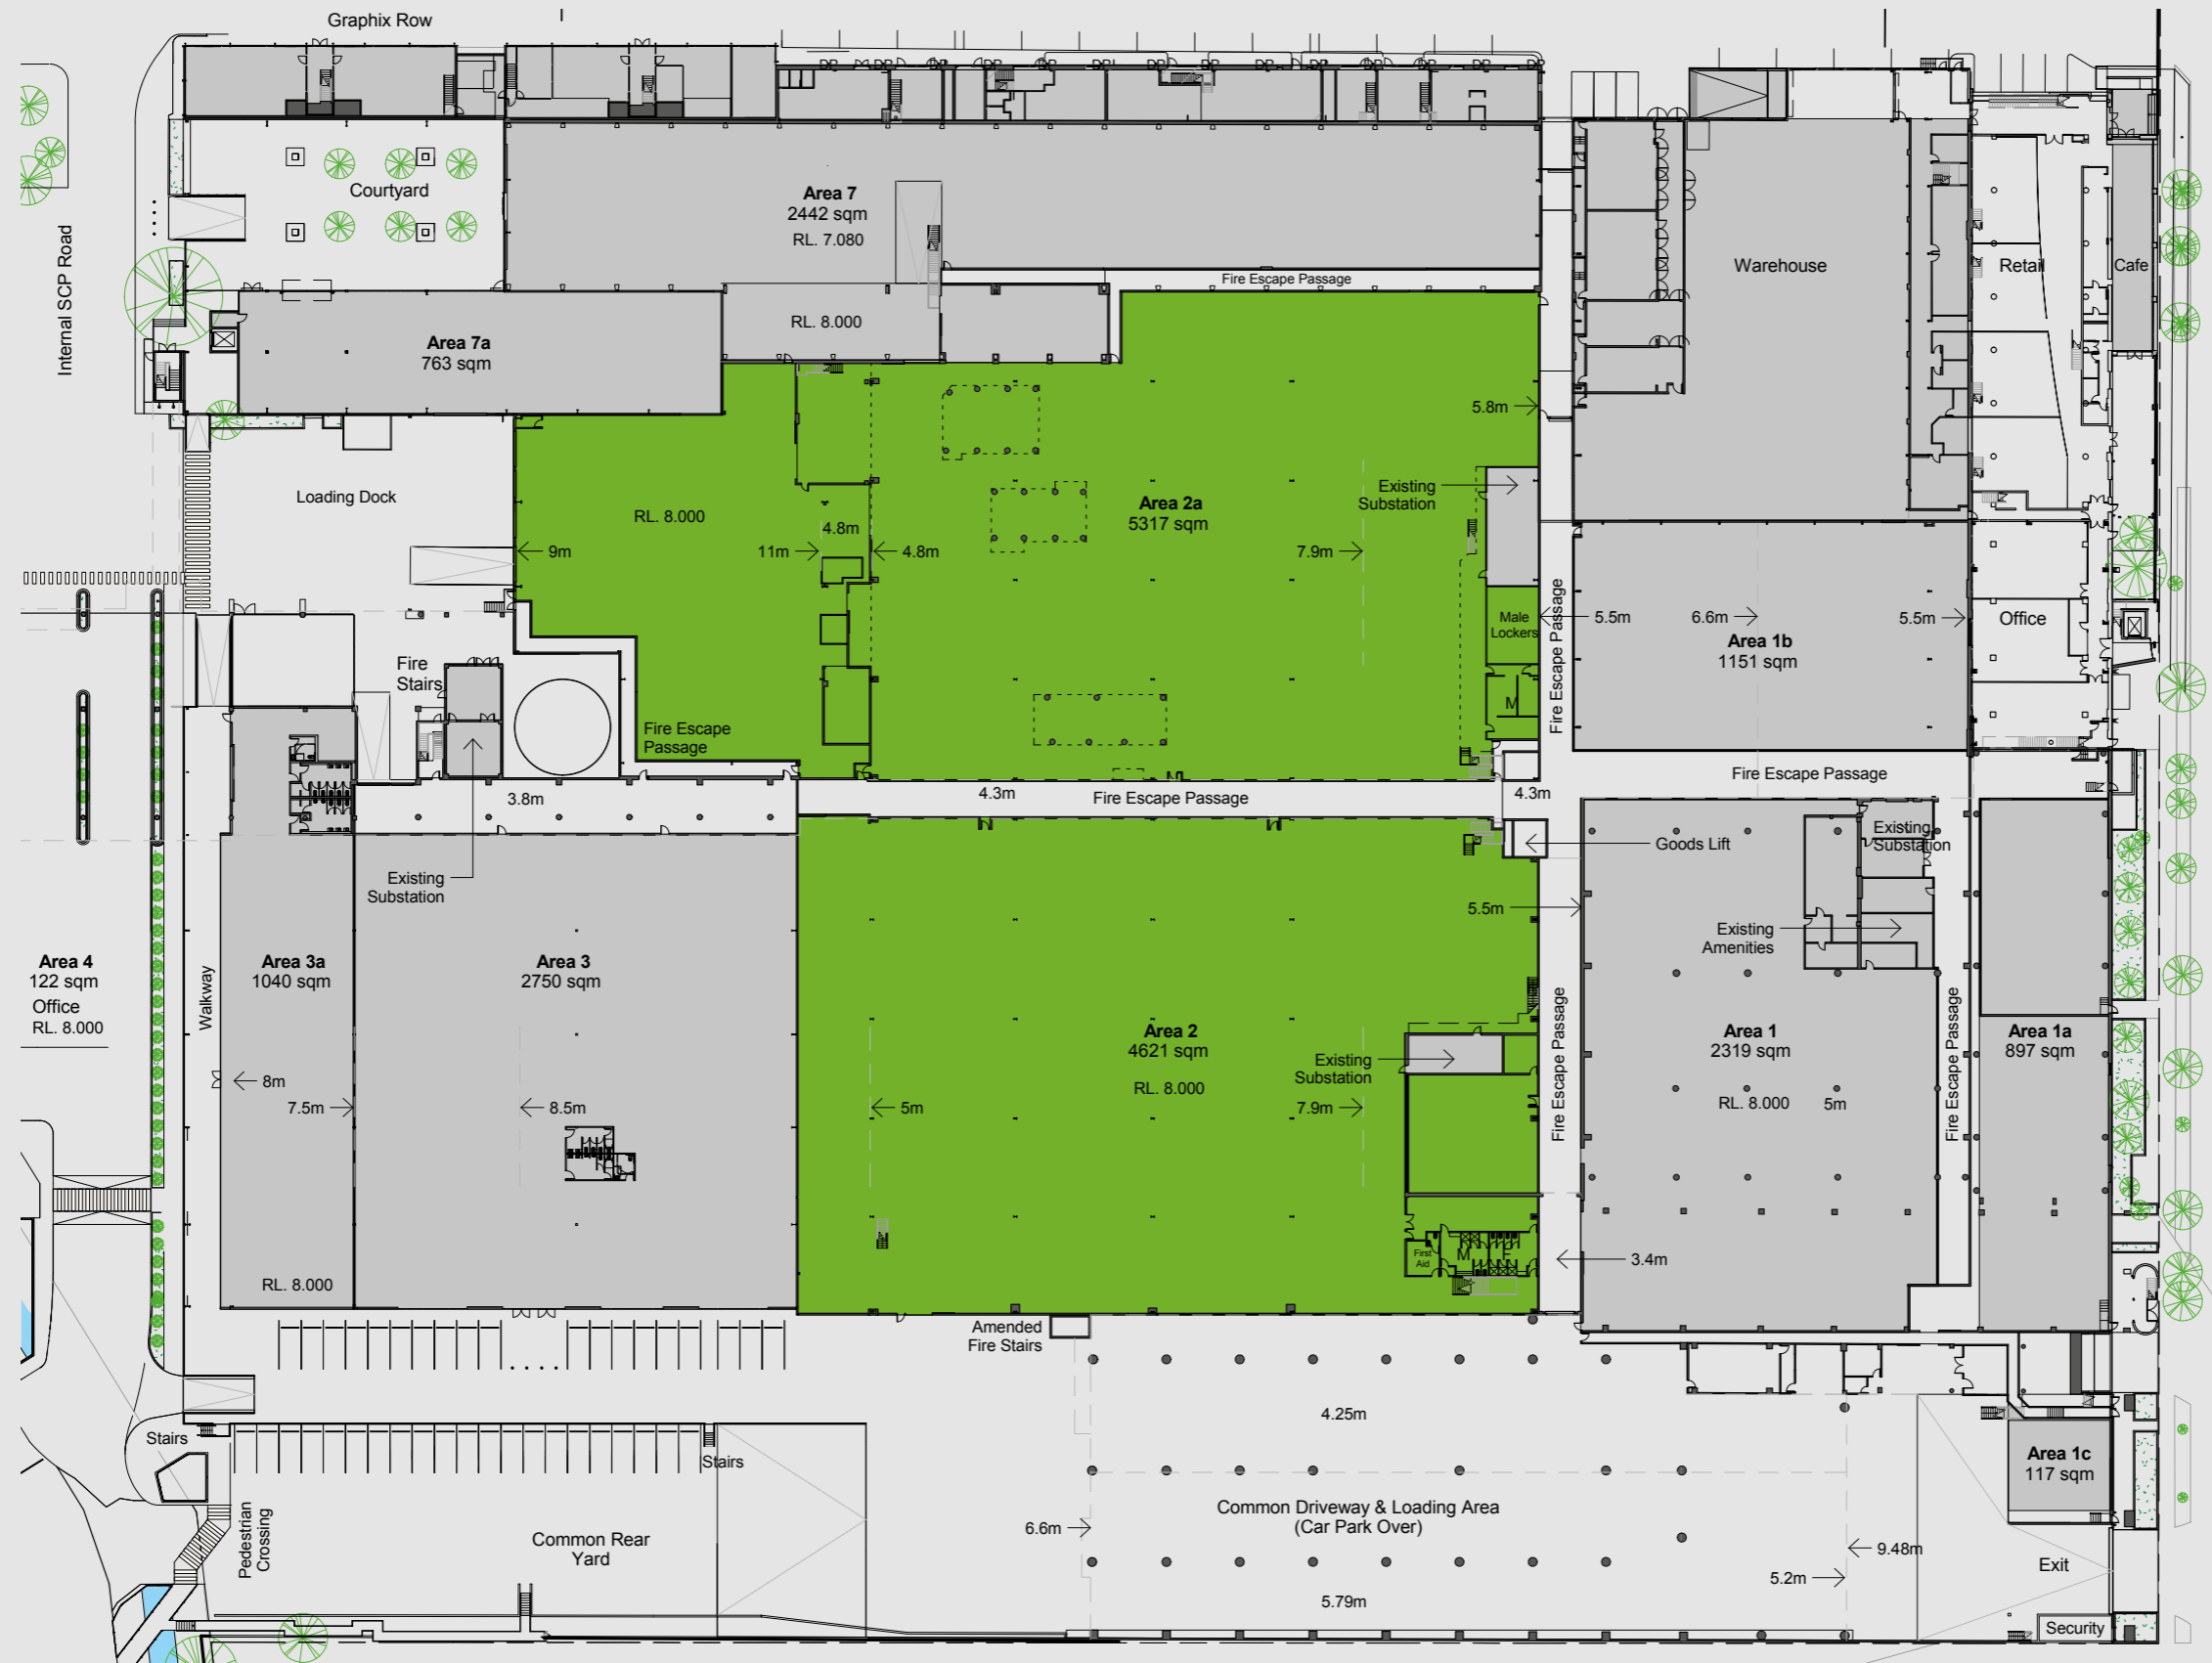 Graphix Row
Internal SCP Road
Courtyard
Area 7
2442 sqm
RL. 7.080
Fire Escape Passage
Warehouse
Retail
Cafe
Area 7a
763 sqm
RL. 8.000
5.8m
Loading Dock
RL. 8.000
4.8m
9m
11m
4.8m
Area 2a
5317 sqm
7.9m
Existing
Substation
Male
Lockers
M
Fire Escape Passage
5.5m
6.6m
5.5m
Area 1b
1151 sqm
Office
Fire
Stairs
Fire Escape
Passage
Fire Escape Passage
3.8m
4.3m
Fire Escape Passage
4.3m
Existing
Substation
Goods Lift
Existing
Substation
5.5m
Existing
Amenities
Area 4
122 sqm
Office
RL. 8.000
Walkway
Area 3a
1040 sqm
Area 3
2750 sqm
8m
7.5m
8.5m
RL. 8.000
Area 2
4621 sqm
RL. 8.000
5m
7.9m
Existing
Substation
First
Aid
M
F
Fire Escape Passage
Area 1
2319 sqm
RL. 8.000
5m
Fire Escape Passage
Area 1a
897 sqm
3.4m
Amended
Fire Stairs
4.25m
Stairs
Stairs
Pedestrian
Crossing
Common Rear
Yard
Common Driveway & Loading Area
(Car Park Over)
6.6m
5.79m
9.48m
5.2m
Area 1c
117 sqm
Exit
Security